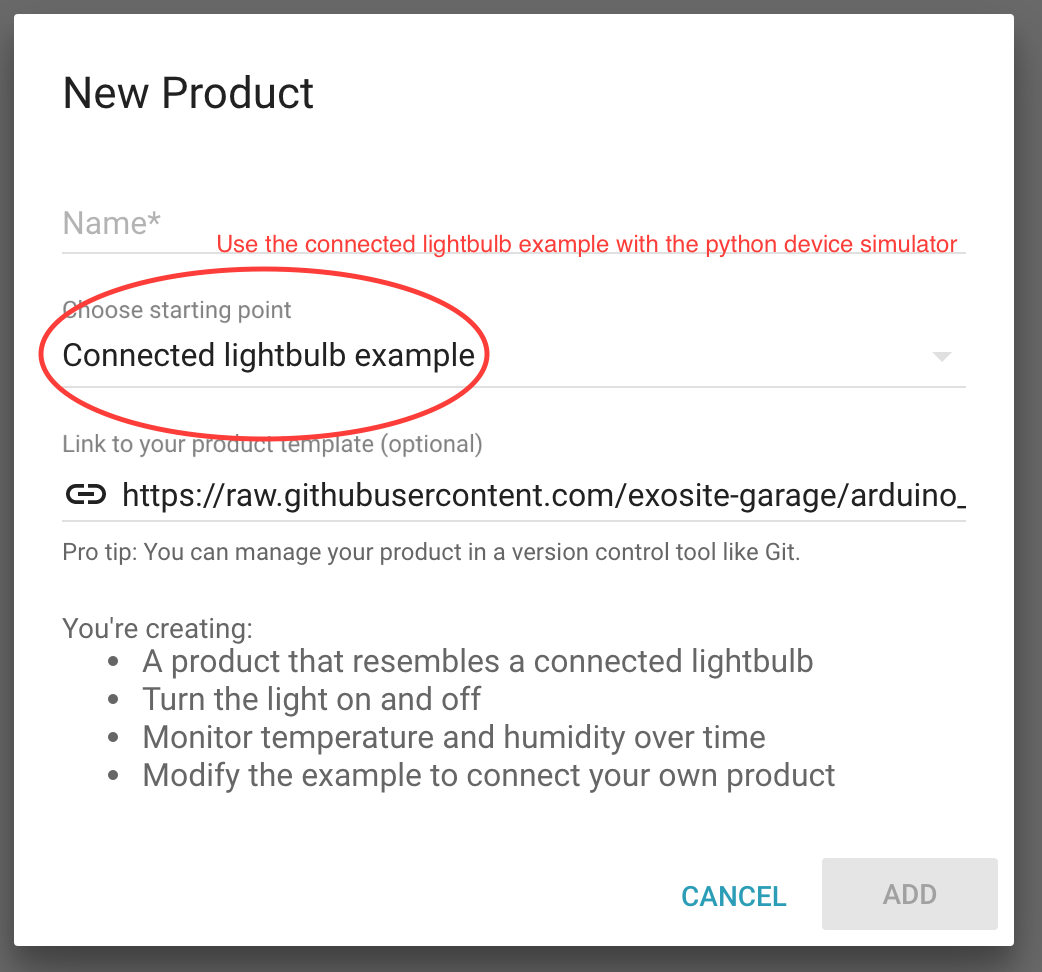 New Product
Name*
Use the connected lightbulb example with the python device simulator
Choose starting point
Connected lightbulb example
Link to your product template (optional)
https://raw.githubusercontent.com/exosite-garage/arduino_
Pro tip: You can manage your product in a version control tool like Git.
You're creating:
• A product that resembles a connected lightbulb
• Turn the light on and off
• Monitor temperature and humidity over time
• Modify the example to connect your own product
CANCEL
ADD